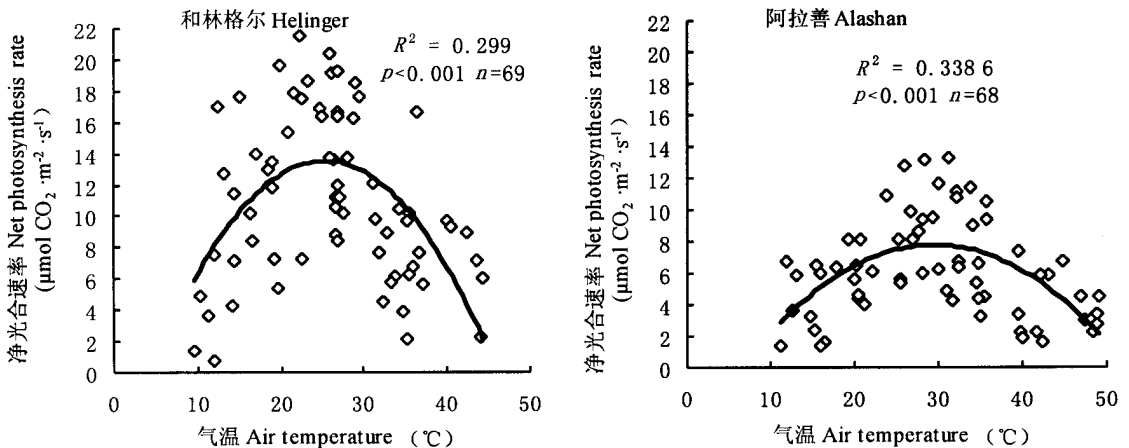 和林格尔 Helinger
R² = 0.299
p<0.001 n=69
净光合速率 Net photosynthesis rate
(μmol CO₂ ·m⁻² ·s⁻¹)
22
20
18
16
14
12
10
8
6
4
2
0
0 10 20 30 40 50
气温 Air temperature （℃）
阿拉善 Alashan
R² = 0.338 6
p<0.001 n=68
净光合速率 Net photosynthesis rate
(μmol CO₂ ·m⁻² ·s⁻¹)
22
20
18
16
14
12
10
8
6
4
2
0
0 10 20 30 40 50
气温 Air temperature （℃）